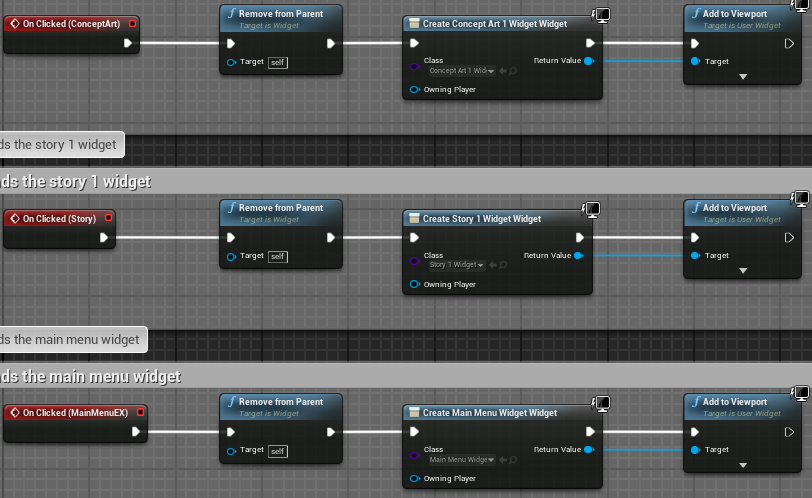 On Clicked (ConceptArt)
Remove from Parent
Target is Widget
Target self
Create Concept Art 1 Widget Widget
Class
Concept Art 1 Wid
Return Value
Owning Player
Add to Viewport
Target is User Widget
Target
ds the story 1 widget
ds the story 1 widget
On Clicked (Story)
Remove from Parent
Target is Widget
Target self
Create Story 1 Widget Widget
Class
Story 1 Widget
Return Value
Owning Player
Add to Viewport
Target is User Widget
Target
ds the main menu widget
ads the main menu widget
On Clicked (MainMenuEX)
Remove from Parent
Target is Widget
Target self
Create Main Menu Widget Widget
Class
Main Menu Widge
Return Value
Owning Player
Add to Viewport
Target is User Widget
Target